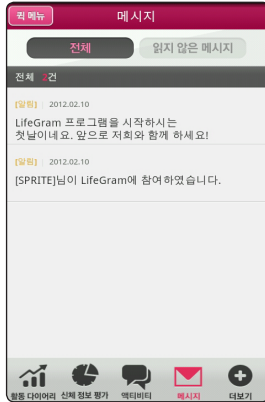 퀵 메뉴 메시지
전체 읽지 않은 메시지
전체 2건
[알림] | 2012.02.10
LifeGram 프로그램을 시작하시는
첫날이네요. 앞으로 저희와 함께 하세요!
[알림] | 2012.02.10
[SPRITE]님이 LifeGram에 참여하였습니다.
활동 다이어리 신체 정보 평가 액티비티 메시지 더보기